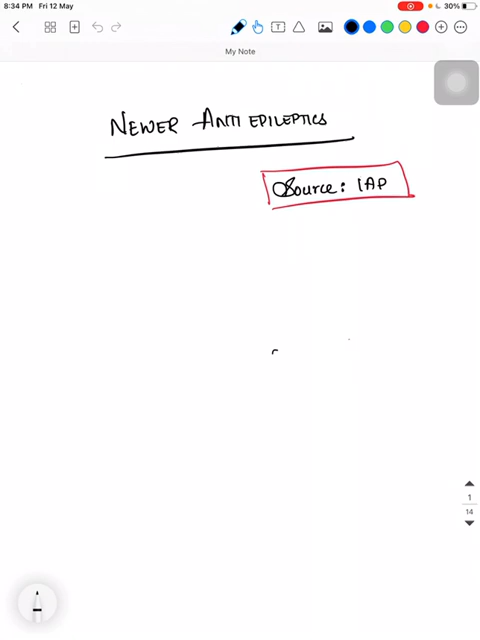 8:34 PM Fri 12 May
30%
My Note
NEWER ANTI EPILEPTICS
Source: IAP
1
14